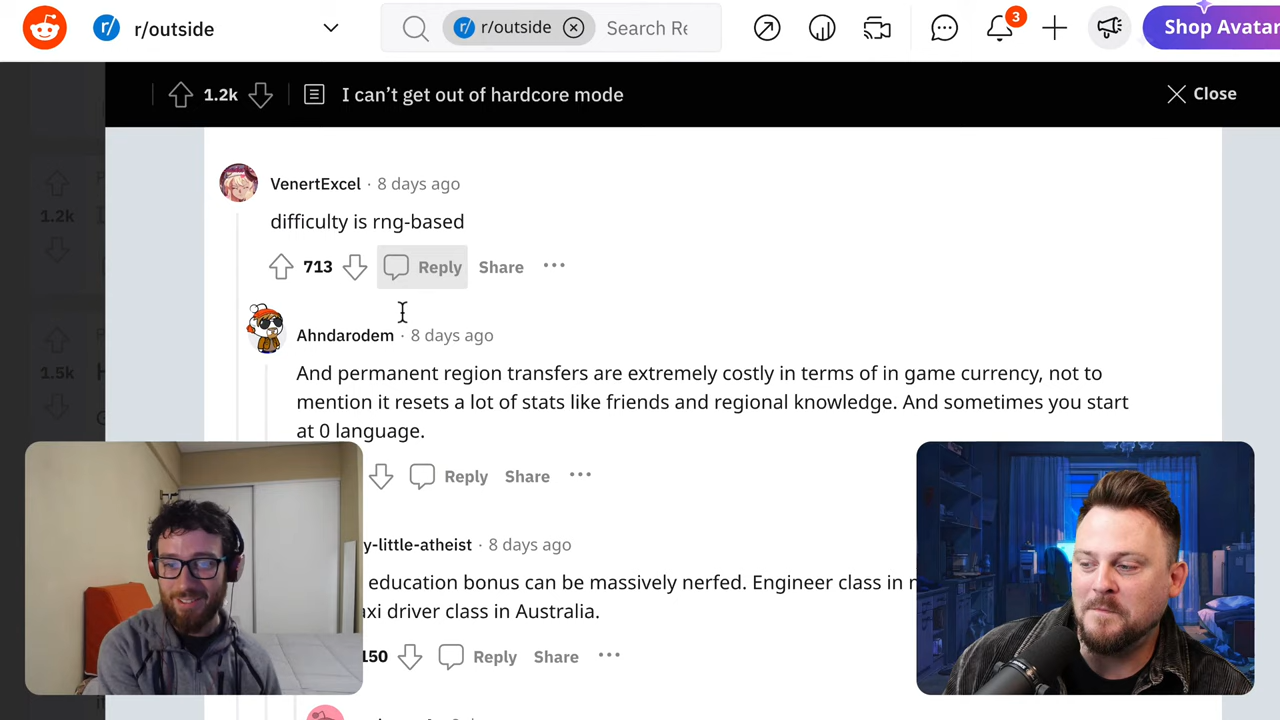 r/outside
r/outside
Search Re
3
Shop Avatar
1.2k
I can't get out of hardcore mode
Close
1.2k
1.5k
VenertExcel · 8 days ago
difficulty is rng-based
713
Reply
Share
Ahndarodem · 8 days ago
And permanent region transfers are extremely costly in terms of in game currency, not to
mention it resets a lot of stats like friends and regional knowledge. And sometimes you start
at 0 language.
Reply
Share
y-little-atheist · 8 days ago
education bonus can be massively nerfed. Engineer class in
axi driver class in Australia.
150
Reply
Share